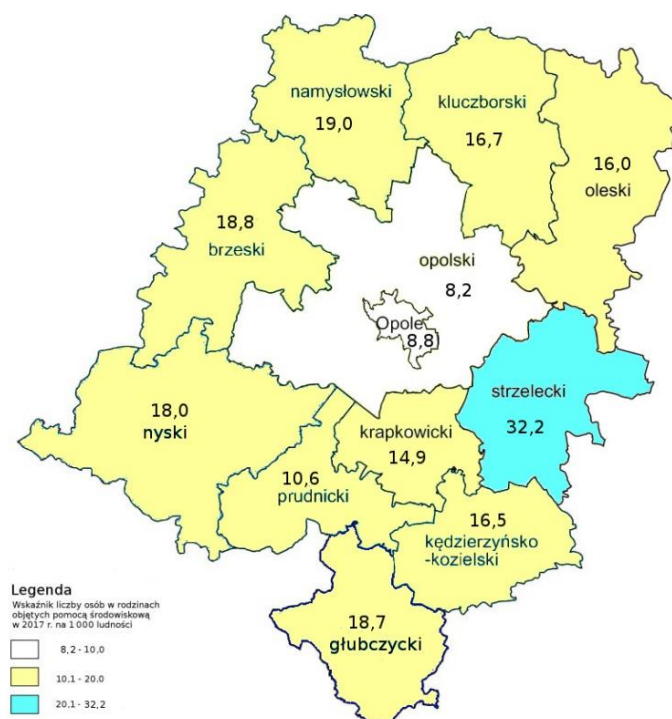 namysłowski
19,0
kluczborski
16,7
16,0
oleski
18,8
brzeski
opolski
8,2
Opole
8,8
strzelecki
32,2
18,0
nyski
krapkowicki
14,9
10,6
prudnicki
16,5
kędzierzyńsko
-kozielski
18,7
głubczycki
Legenda
Wskaźnik liczby osób w rodzinach
objętych pomocą środowiskową
w 2017 r. na 1 000 ludności
8,2 - 10,0
10,1 - 20,0
20,1 - 32,2